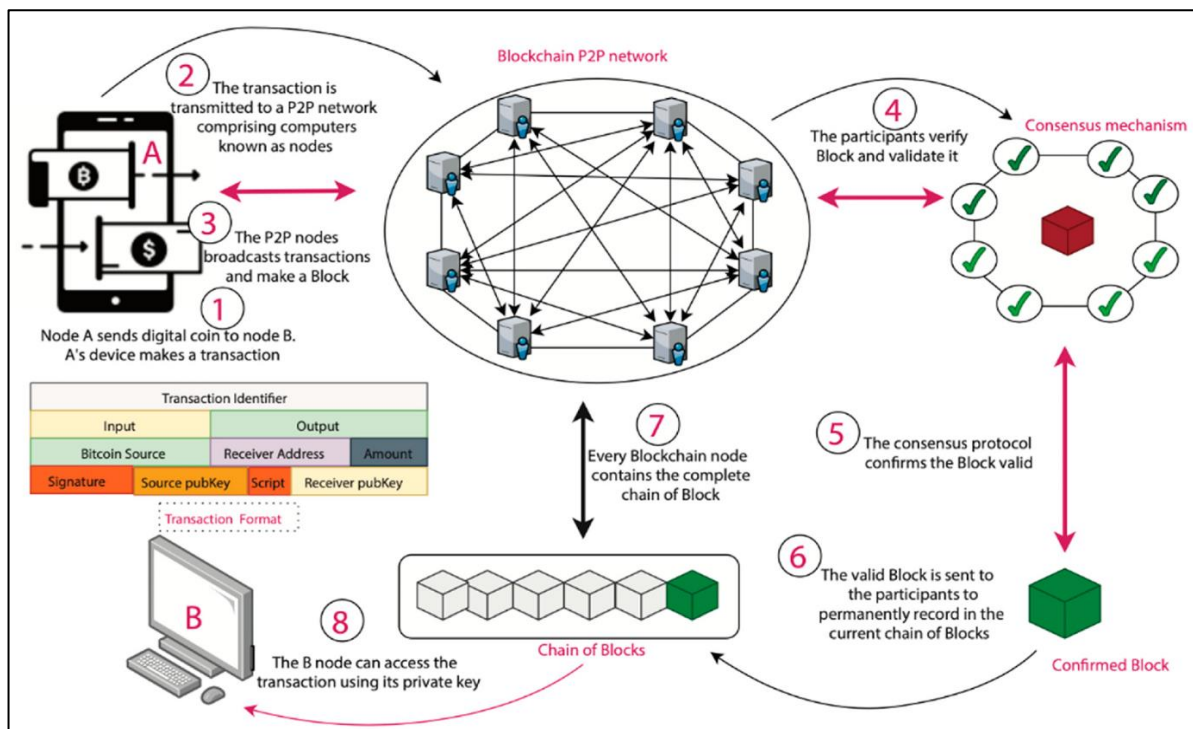 Blockchain P2P network
2
The transaction is
transmitted to a P2P network
comprising computers
known as nodes
A
฿
$
3
The P2P nodes
broadcasts transactions
and make a Block
1
Node A sends digital coin to node B.
A's device makes a transaction
4
The participants verify
Block and validate it
Consensus mechanism
Transaction Identifier
Input Output
Bitcoin Source Receiver Address Amount
Signature Source pubKey Script Receiver pubKey
Transaction Format
7
Every Blockchain node
contains the complete
chain of Block
5
The consensus protocol
confirms the Block valid
6
The valid Block is sent to
the participants to
permanently record in the
current chain of Blocks
Confirmed Block
Chain of Blocks
B
8
The B node can access the
transaction using its private key